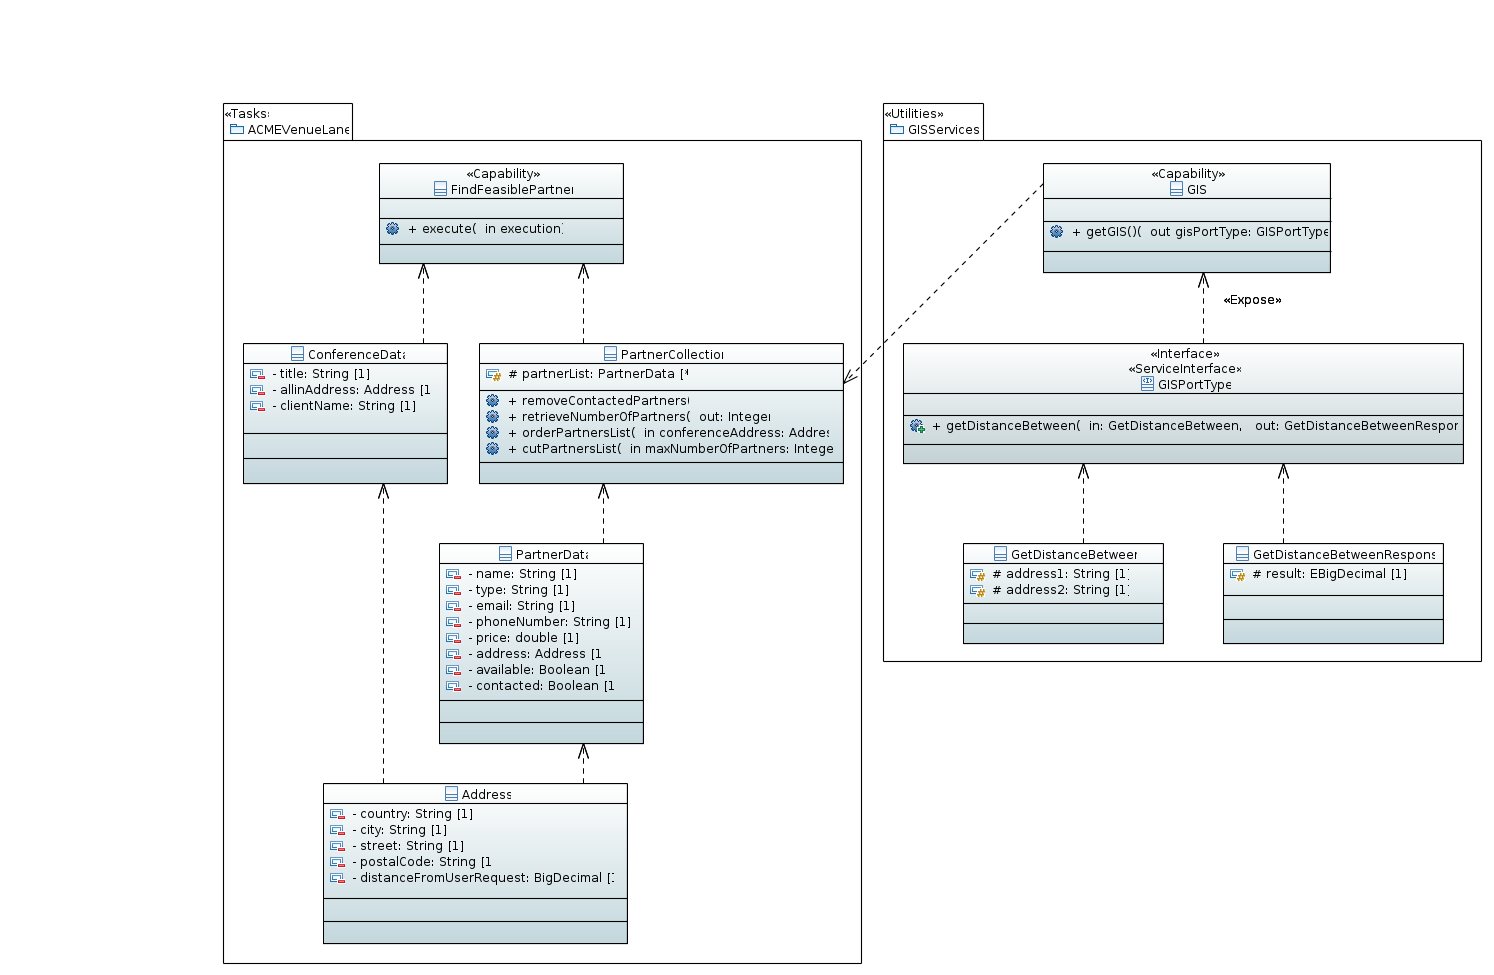 «Tasks:
ACMEVenueLane
«Capability»
FindFeasiblePartner
+ execute(  in execution)
ConferenceData
- title: String [1]
- allinAddress: Address [1
- clientName: String [1]
PartnerCollection
# partnerList: PartnerData [*
+ removeContactedPartners(
+ retrieveNumberOfPartners(  out: Integer
+ orderPartnersList(  in conferenceAddress: Addres
+ cutPartnersList(  in maxNumberOfPartners: Intege
PartnerData
- name: String [1]
- type: String [1]
- email: String [1]
- phoneNumber: String [1]
- price: double [1]
- address: Address [1
- available: Boolean [1
- contacted: Boolean [1
Address
- country: String [1]
- city: String [1]
- street: String [1]
- postalCode: String [1
- distanceFromUserRequest: BigDecimal [1
«Utilities»
GISServices
«Capability»
GIS
+ getGIS()(  out gisPortType: GISPortType
«Expose»
«Interface»
«ServiceInterface»
GISPortType
+ getDistanceBetween(  in: GetDistanceBetween,   out: GetDistanceBetweenRespor
GetDistanceBetween
# address1: String [1]
# address2: String [1]
GetDistanceBetweenRespons
# result: EBigDecimal [1]